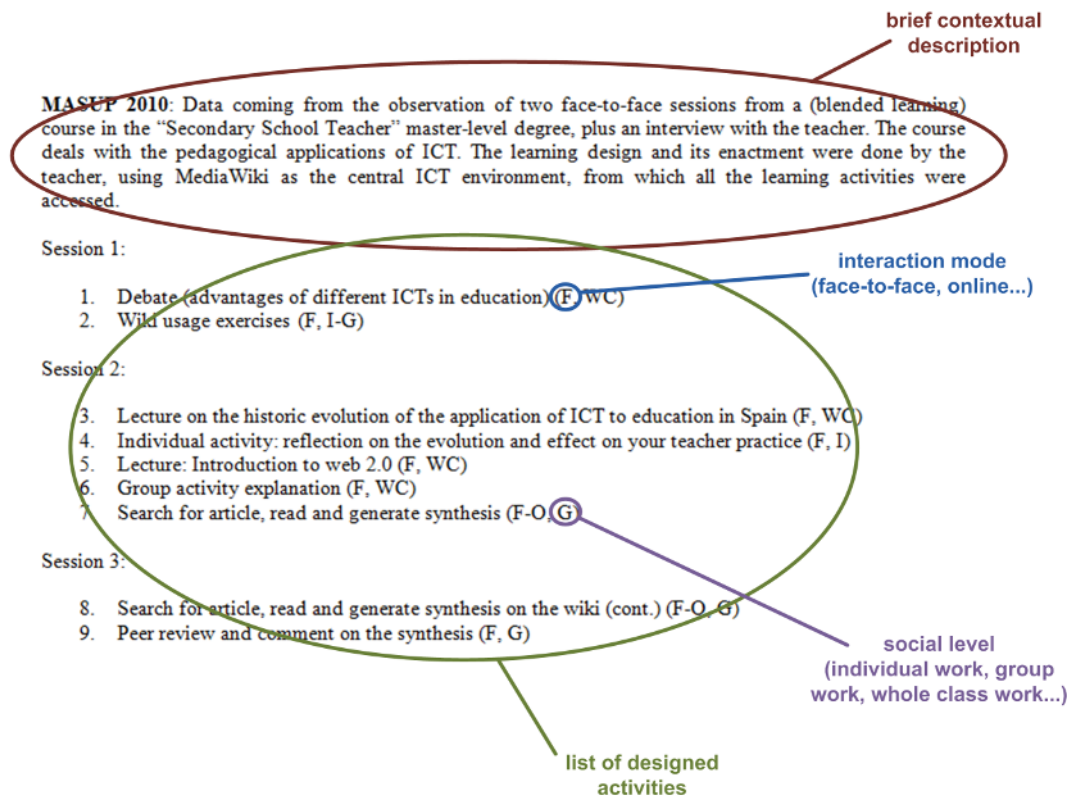 brief contextual
description
MASUP 2010: Data coming from the observation of two face-to-face sessions from a (blended learning)
course in the “Secondary School Teacher” master-level degree, plus an interview with the teacher. The course
deals with the pedagogical applications of ICT. The learning design and its enactment were done by the
teacher, using MediaWiki as the central ICT environment, from which all the learning activities were
accessed.
Session 1:
interaction mode
(face-to-face, online...)
1. Debate (advantages of different ICTs in education) (F, WC)
2. Wiki usage exercises (F, I-G)
Session 2:
3. Lecture on the historic evolution of the application of ICT to education in Spain (F, WC)
4. Individual activity: reflection on the evolution and effect on your teacher practice (F, I)
5. Lecture: Introduction to web 2.0 (F, WC)
6. Group activity explanation (F, WC)
7 Search for article, read and generate synthesis (F-O, G)
Session 3:
8. Search for article, read and generate synthesis on the wiki (cont.) (F-O, G)
9. Peer review and comment on the synthesis (F, G)
social level
(individual work, group
work, whole class work...)
list of designed
activities